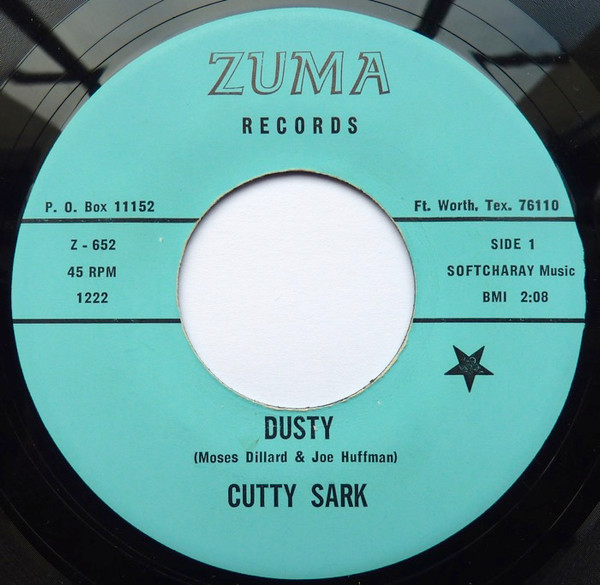 ZUMA
RECORDS
P. O. Box 11152
Ft. Worth, Tex. 76110
Z - 652
45 RPM
1222
SIDE 1
SOFTCHARAY Music
BMI 2:08
DUSTY
(Moses Dillard & Joe Huffman)
CUTTY SARK